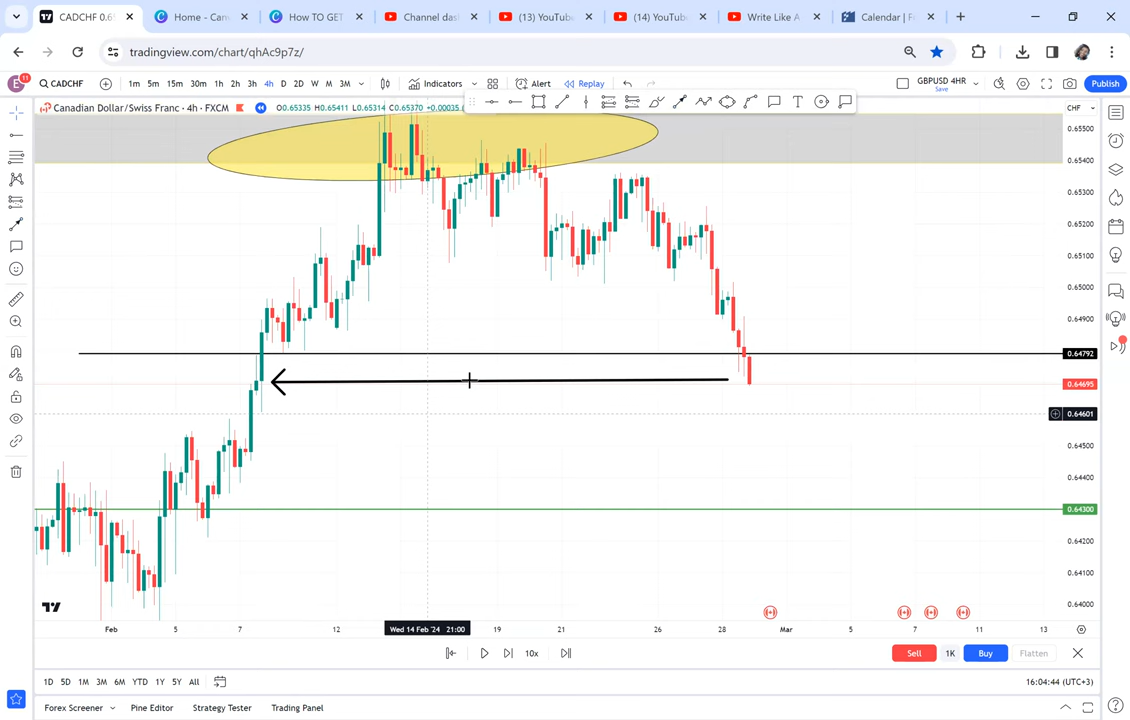 CADCHF 0.6
Home - Can
How TO GET
Channel das
(13) YouTub
(14) YouTub
Write Like A
Calendar | F
tradingview.com/chart/qhAc9p7z/
E 11 CADCHF 1m 5m 15m 30m 1h 2h 3h 4h D 2D W M 3M Indicators Alert Replay GBPUSD 4HR Save Publish
Canadian Dollar/Swiss Franc · 4h · FXCM O0.65335 H0.65411 L0.65314 C0.65370 +0.00035 CHF
0.65500
0.65400
0.65300
0.65200
0.65100
0.65000
0.64900
0.64792
0.64695
0.64601
0.64500
0.64400
0.64300
0.64200
0.64100
0.64000
Feb 5 7 12 Wed 14 Feb '24 21:00 19 21 26 28 Mar 5 7 11 13
10x Sell 1K Buy Flatten
1D 5D 1M 3M 6M YTD 1Y 5Y All 16:04:44 (UTC+3)
Forex Screener Pine Editor Strategy Tester Trading Panel